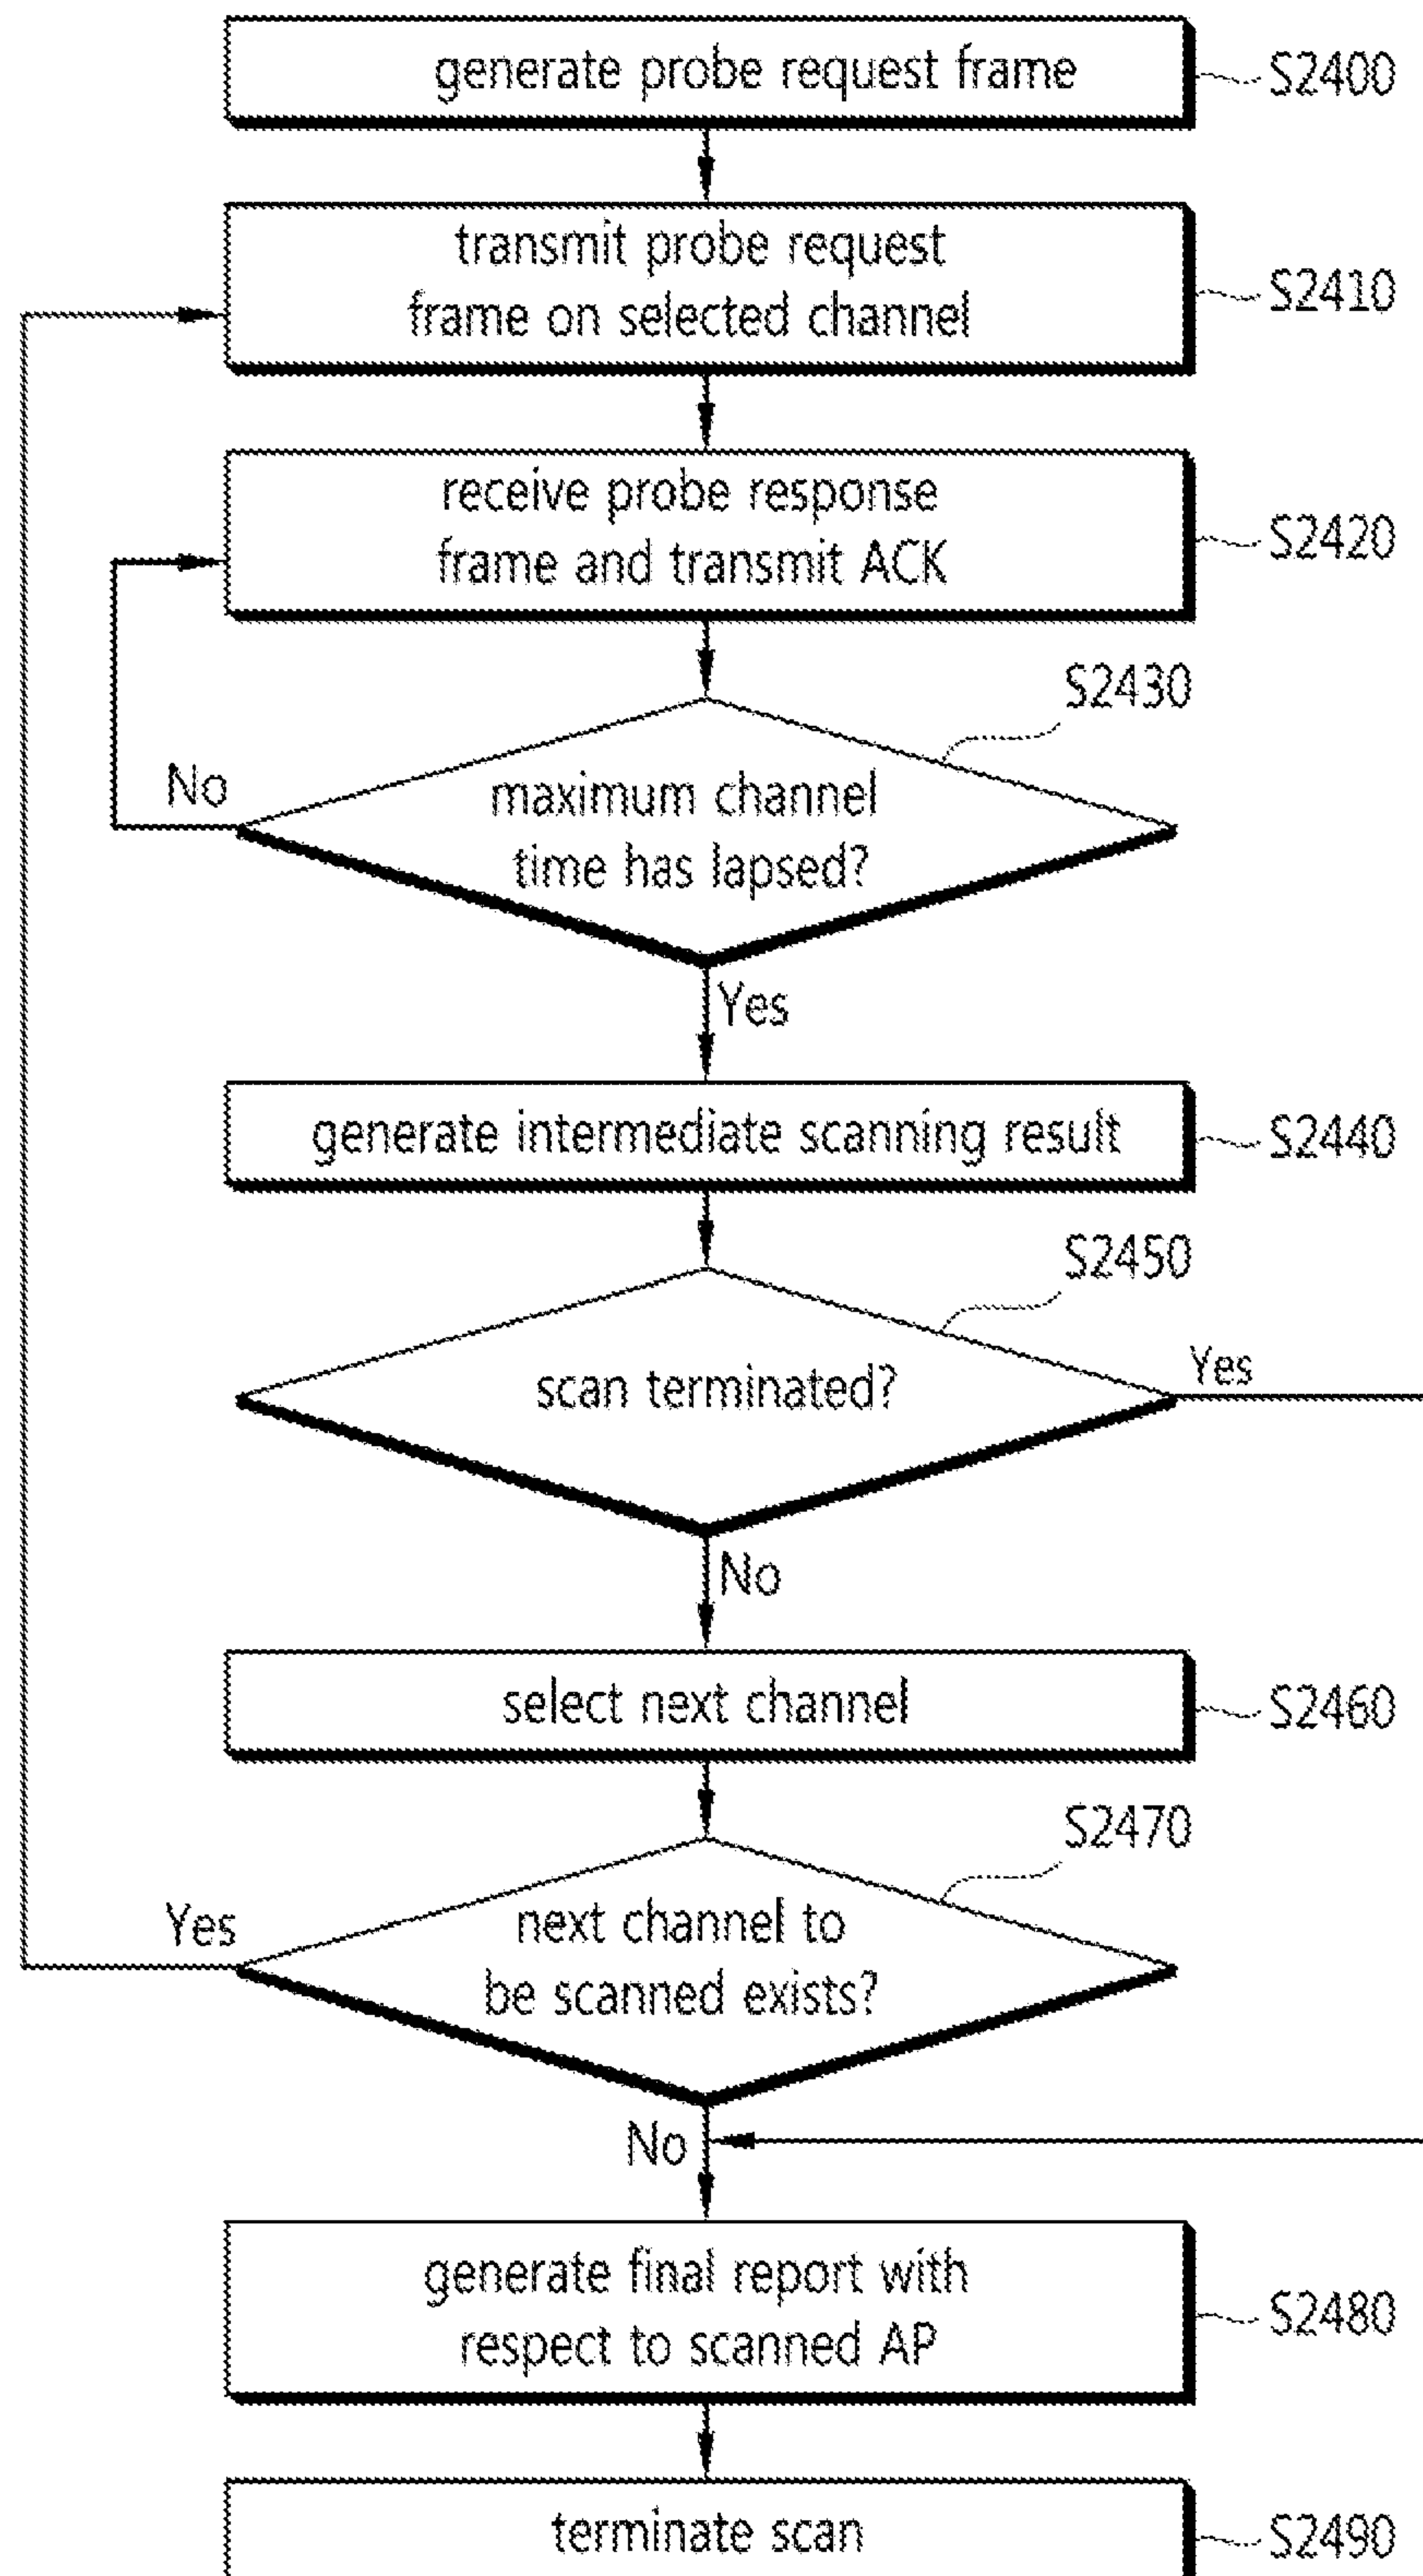 generate probe request frame
S2400
transmit probe request
frame on selected channel
S2410
receive probe response
frame and transmit ACK
S2420
S2430
maximum channel
time has lapsed?
No
Yes
generate intermediate scanning result
S2440
S2450
scan terminated?
Yes
No
select next channel
S2460
S2470
next channel to
be scanned exists?
Yes
No
generate final report with
respect to scanned AP
S2480
terminate scan
S2490